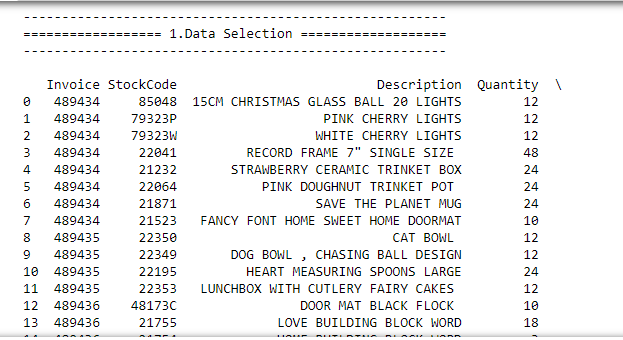 -------------------------------------------------------
================== 1.Data Selection ===================
-------------------------------------------------------
Invoice StockCode Description Quantity \
0 489434 85048 15CM CHRISTMAS GLASS BALL 20 LIGHTS 12
1 489434 79323P PINK CHERRY LIGHTS 12
2 489434 79323W WHITE CHERRY LIGHTS 12
3 489434 22041 RECORD FRAME 7" SINGLE SIZE 48
4 489434 21232 STRAWBERRY CERAMIC TRINKET BOX 24
5 489434 22064 PINK DOUGHNUT TRINKET POT 24
6 489434 21871 SAVE THE PLANET MUG 24
7 489434 21523 FANCY FONT HOME SWEET HOME DOORMAT 10
8 489435 22350 CAT BOWL 12
9 489435 22349 DOG BOWL , CHASING BALL DESIGN 12
10 489435 22195 HEART MEASURING SPOONS LARGE 24
11 489435 22353 LUNCHBOX WITH CUTLERY FAIRY CAKES 12
12 489436 48173C DOOR MAT BLACK FLOCK 10
13 489436 21755 LOVE BUILDING BLOCK WORD 18